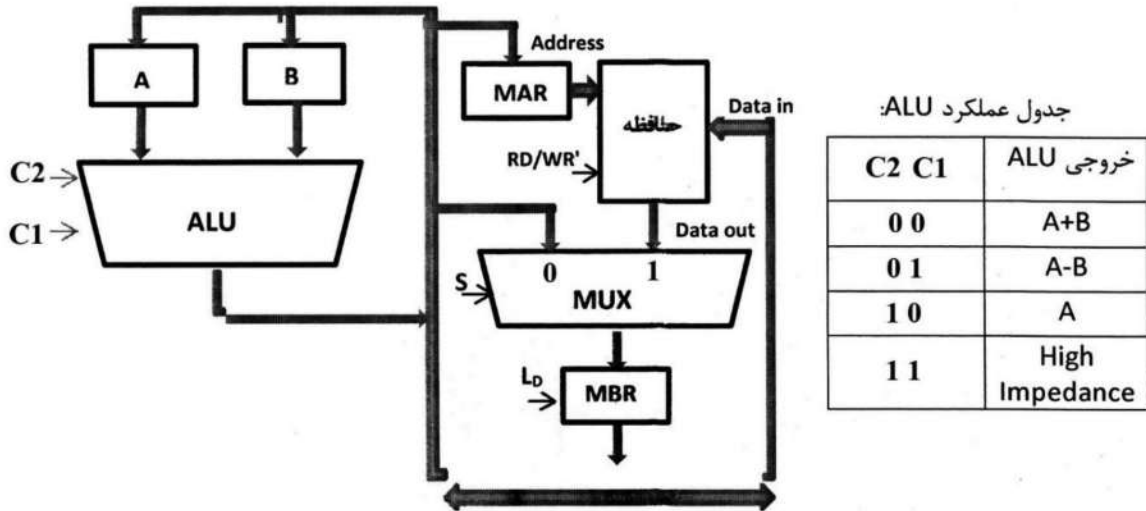 A
B
C2
C1
ALU
Address
MAR
حافظه
Data in
RD/WR'
Data out
0 1
S
MUX
LD
MBR
جدول عملکرد ALU:
C2 C1 خروجی ALU
0 0 A+B
0 1 A-B
1 0 A
1 1 High Impedance